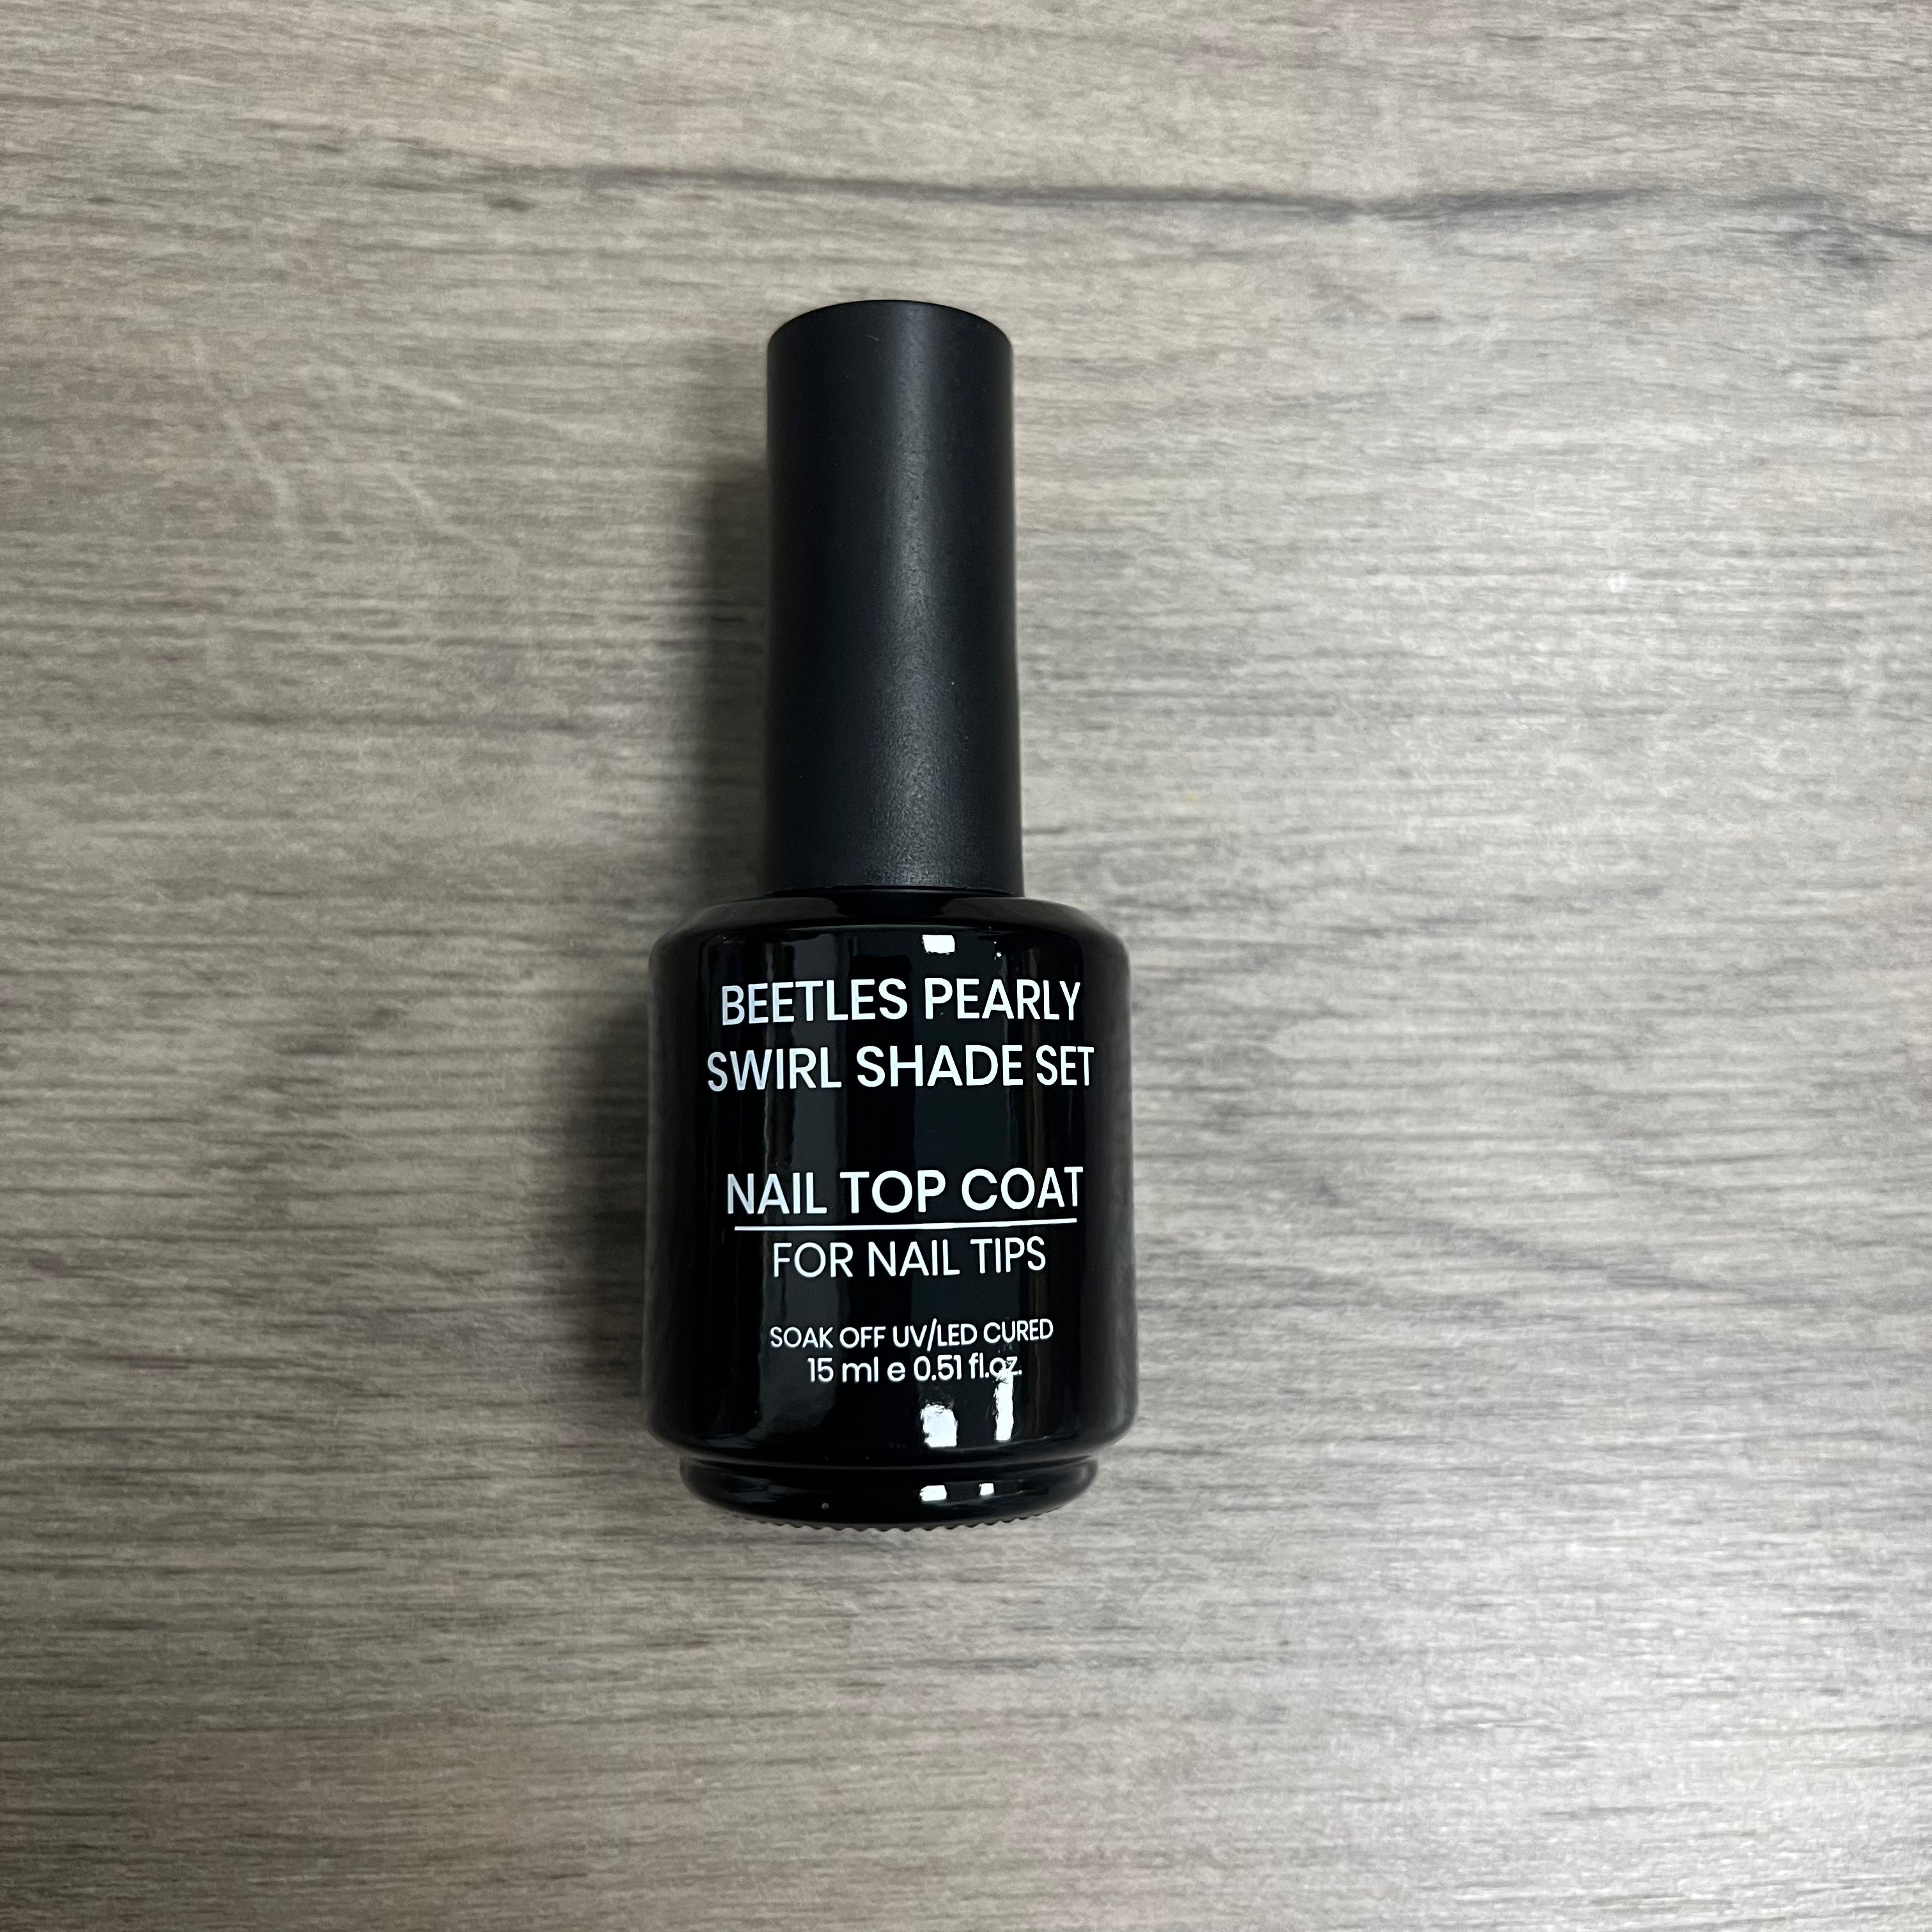 BEETLES PEARLY
SWIRL SHADE SET
NAIL TOP COAT
FOR NAIL TIPS
SOAK OFF UV/LED CURED
15 ml e 0.51 fl.oz.